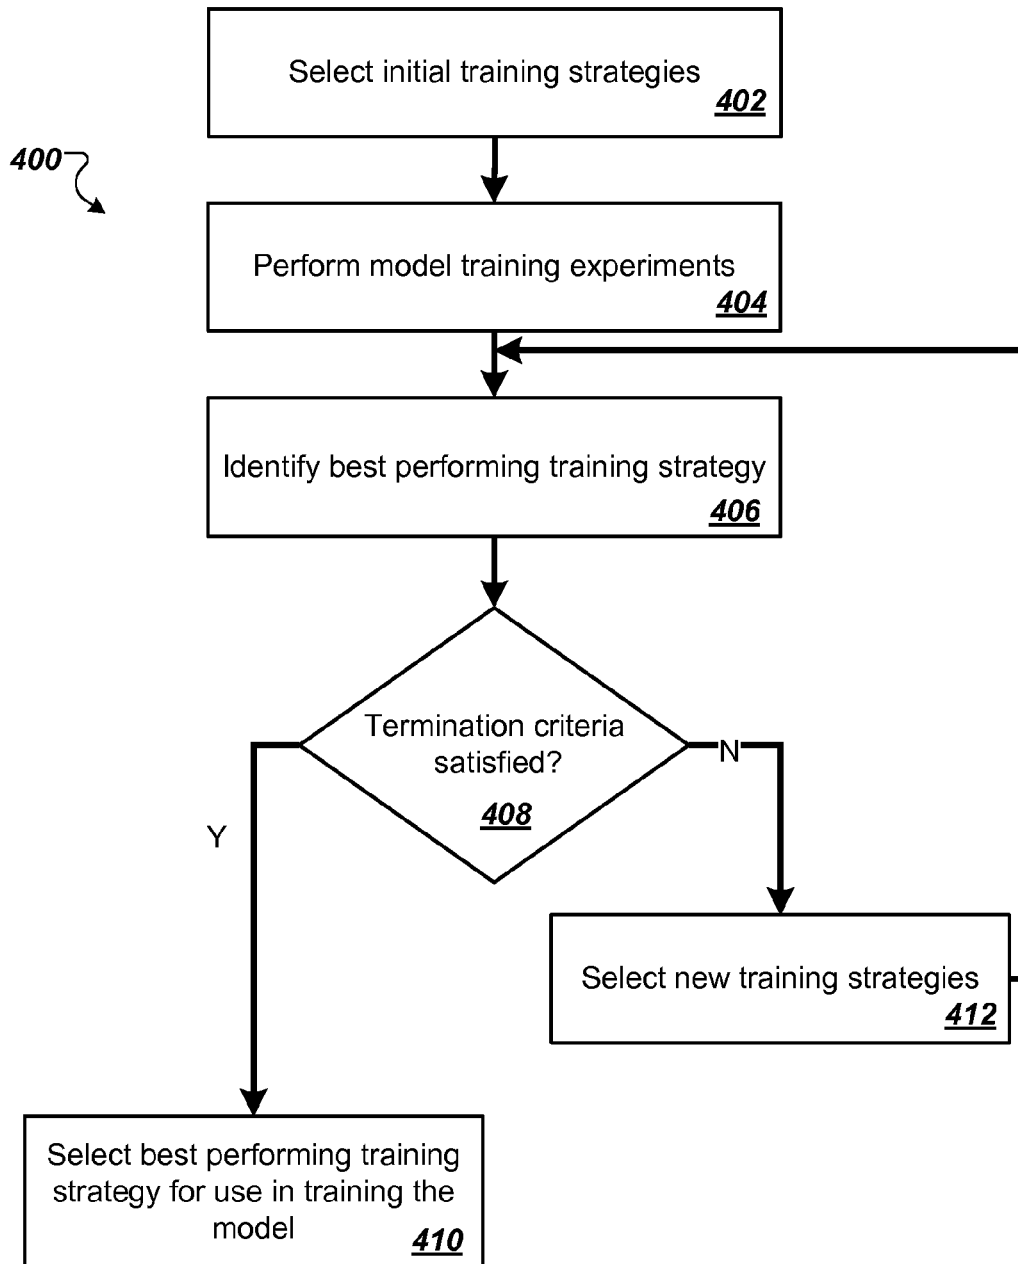 Select initial training strategies
402
400
Perform model training experiments
404
Identify best performing training strategy
406
Termination criteria
satisfied?
408
N
Y
Select new training strategies
412
Select best performing training
strategy for use in training the
model
410